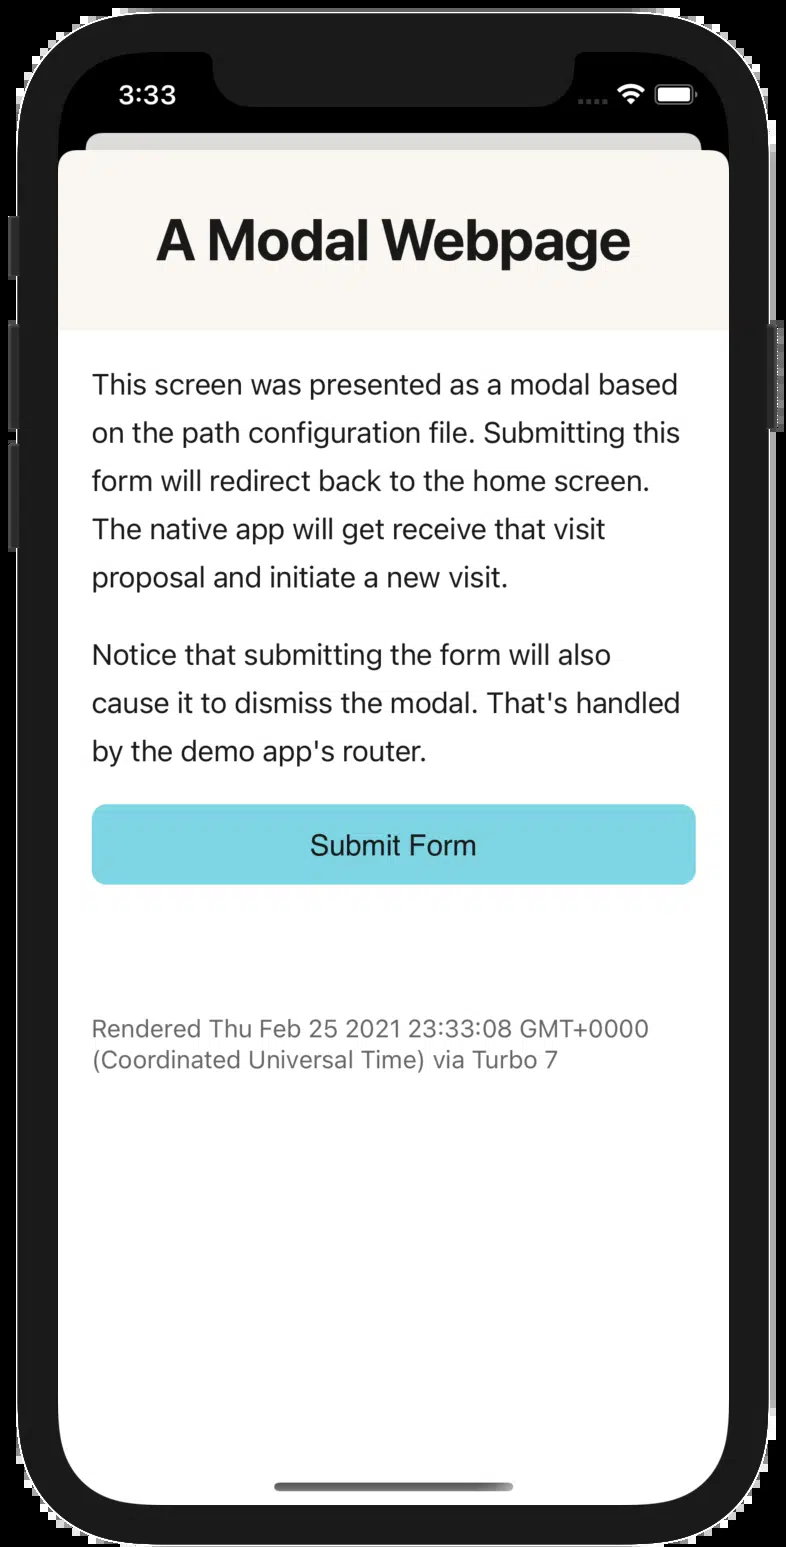 3:33
A Modal Webpage
This screen was presented as a modal based
on the path configuration file. Submitting this
form will redirect back to the home screen.
The native app will get receive that visit
proposal and initiate a new visit.
Notice that submitting the form will also
cause it to dismiss the modal. That's handled
by the demo app's router.
Submit Form
Rendered Thu Feb 25 2021 23:33:08 GMT+0000
(Coordinated Universal Time) via Turbo 7